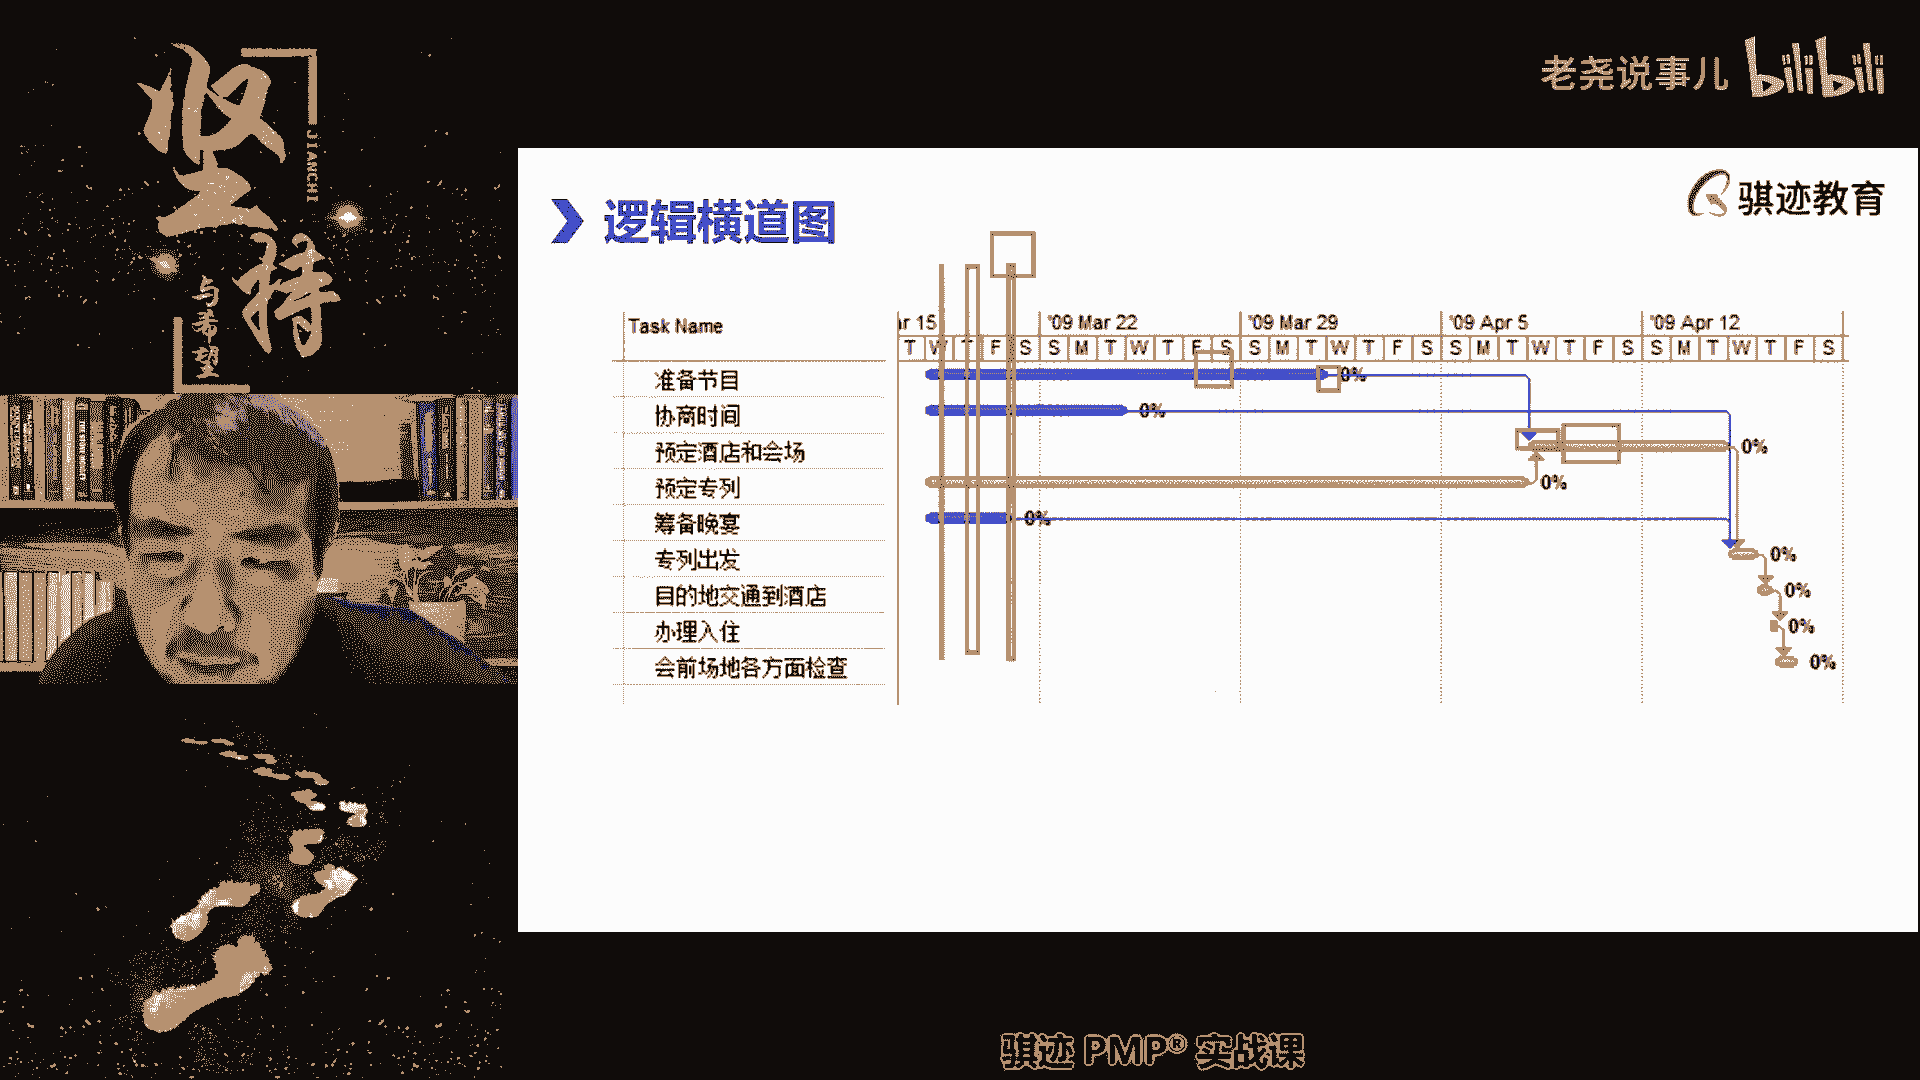 坚持
JIANCHI
与希望
老尧说事儿 bilibili
骐迹教育
逻辑横道图
Task Name
ar 15 '09 Mar 22 '09 Mar 29 '09 Apr 5 '09 Apr 12
T W T F S S M T W T F S S M T W T F S S M T W T F S S M T W T F S
准备节目 0%
协商时间 0%
预定酒店和会场 0%
预定专列 0%
筹备晚宴 0%
专列出发 0%
目的地交通到酒店 0%
办理入住 0%
会前场地各方面检查 0%
骐迹 PMP® 实战课